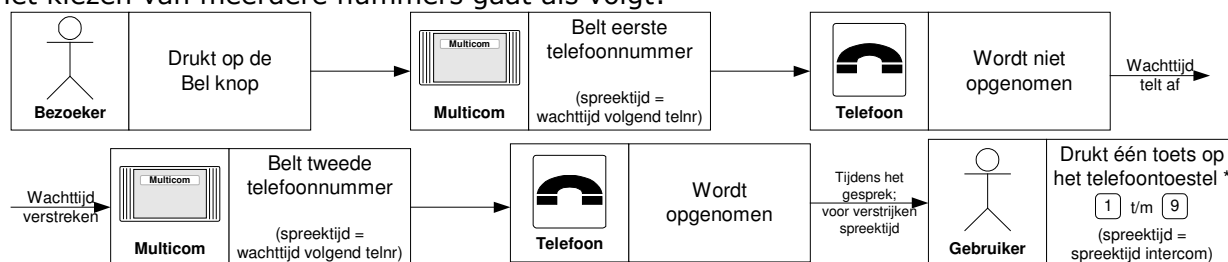 het kiezen van meerdere nummers gaat als volgt:
Bezoeker
Drukt op de
Bel knop
Multicom
Multicom
Belt eerste
telefoonnummer
(spreektijd =
wachttijd volgend telnr)
Telefoon
Wordt niet
opgenomen
Wachttijd
telt af
Wachttijd
verstreken
Multicom
Multicom
Belt tweede
telefoonnummer
(spreektijd =
wachttijd volgend telnr)
Telefoon
Wordt
opgenomen
Tijdens het
gesprek;
voor verstrijken
spreektijd
Gebruiker
Drukt één toets op
het telefoontoestel *
1 t/m 9
(spreektijd =
spreektijd intercom)